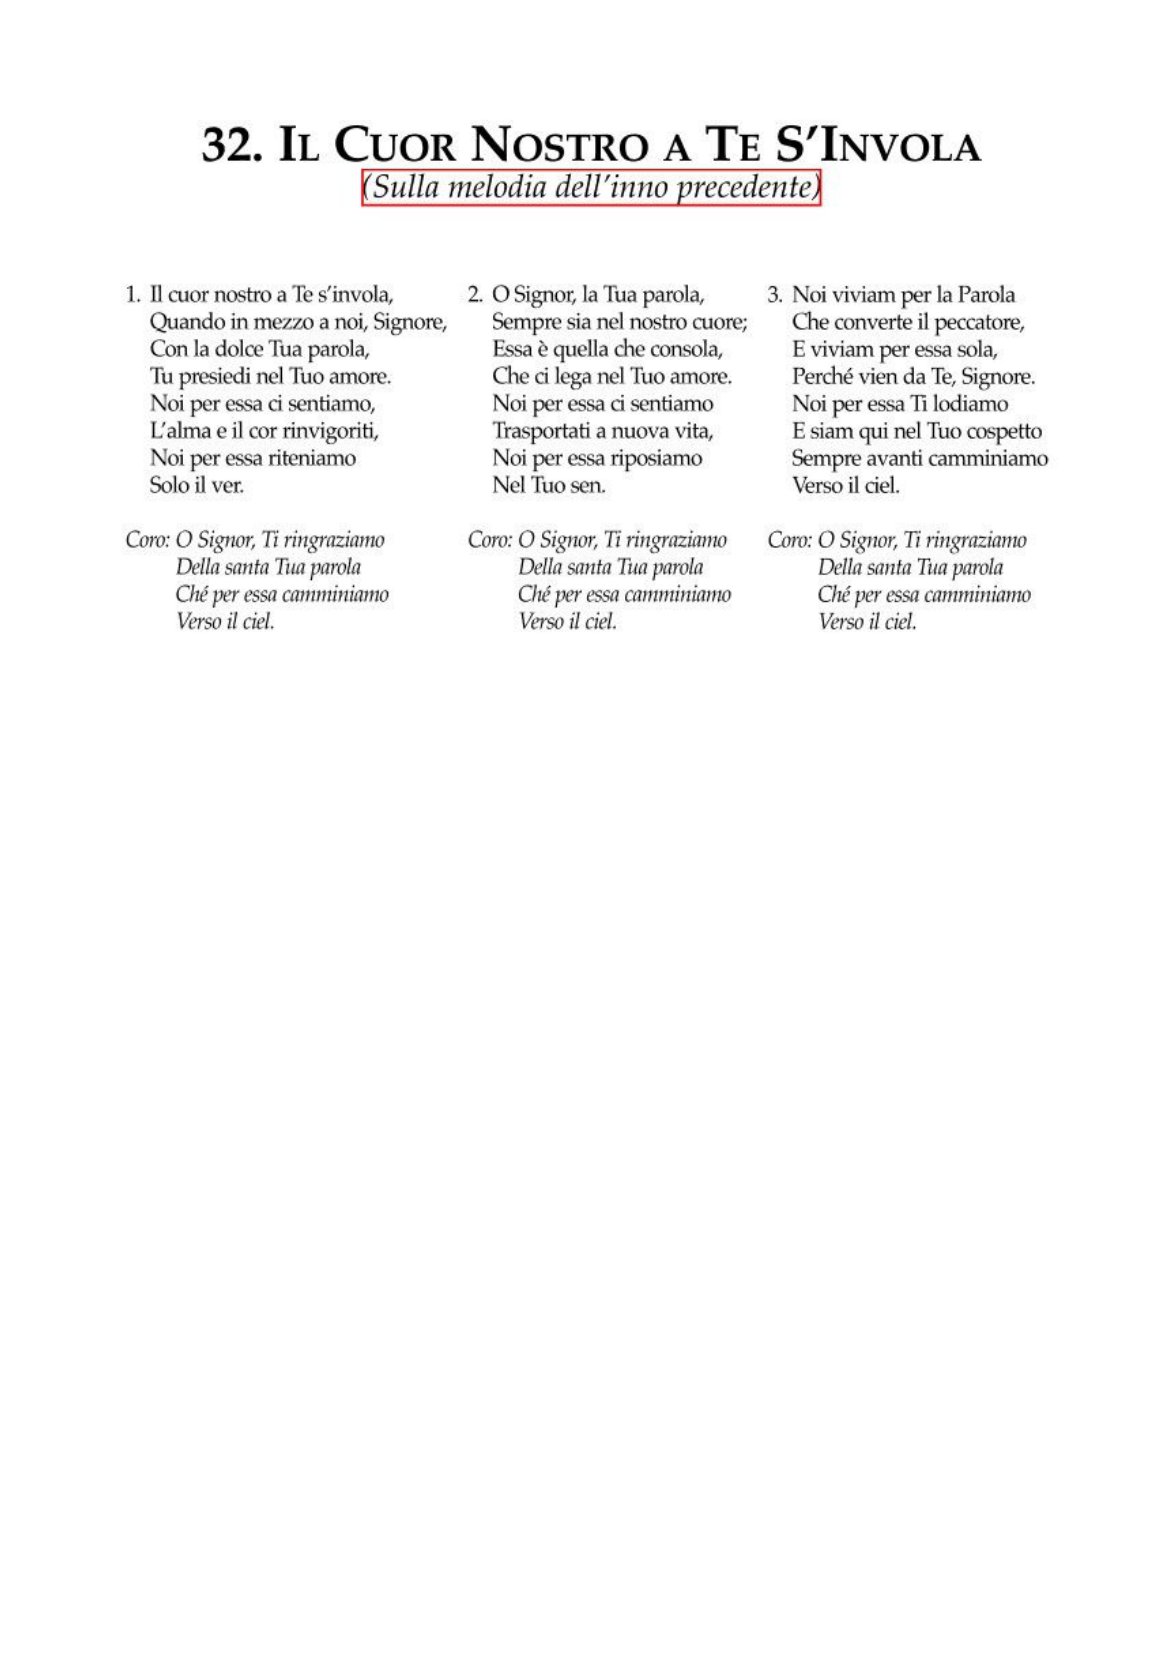 32. Il Cuor Nostro a Te S'Invola
(Sulla melodia dell'inno precedente)
1. Il cuor nostro a Te s'invola,
Quando in mezzo a noi, Signore,
Con la dolce Tua parola,
Tu presiedi nel Tuo amore.
Noi per essa ci sentiamo,
L'alma e il cor rinvigoriti,
Noi per essa riteniamo
Solo il ver.
Coro: O Signor, Ti ringraziamo
Della santa Tua parola
Ché per essa camminiamo
Verso il ciel.
2. O Signor, la Tua parola,
Sempre sia nel nostro cuore;
Essa è quella che consola,
Che ci lega nel Tuo amore.
Noi per essa ci sentiamo
Trasportati a nuova vita,
Noi per essa riposiamo
Nel Tuo sen.
Coro: O Signor, Ti ringraziamo
Della santa Tua parola
Ché per essa camminiamo
Verso il ciel.
3. Noi viviam per la Parola
Che converte il peccatore,
E viviam per essa sola,
Perché vien da Te, Signore.
Noi per essa Ti lodiamo
E siam qui nel Tuo cospetto
Sempre avanti camminiamo
Verso il ciel.
Coro: O Signor, Ti ringraziamo
Della santa Tua parola
Ché per essa camminiamo
Verso il ciel.